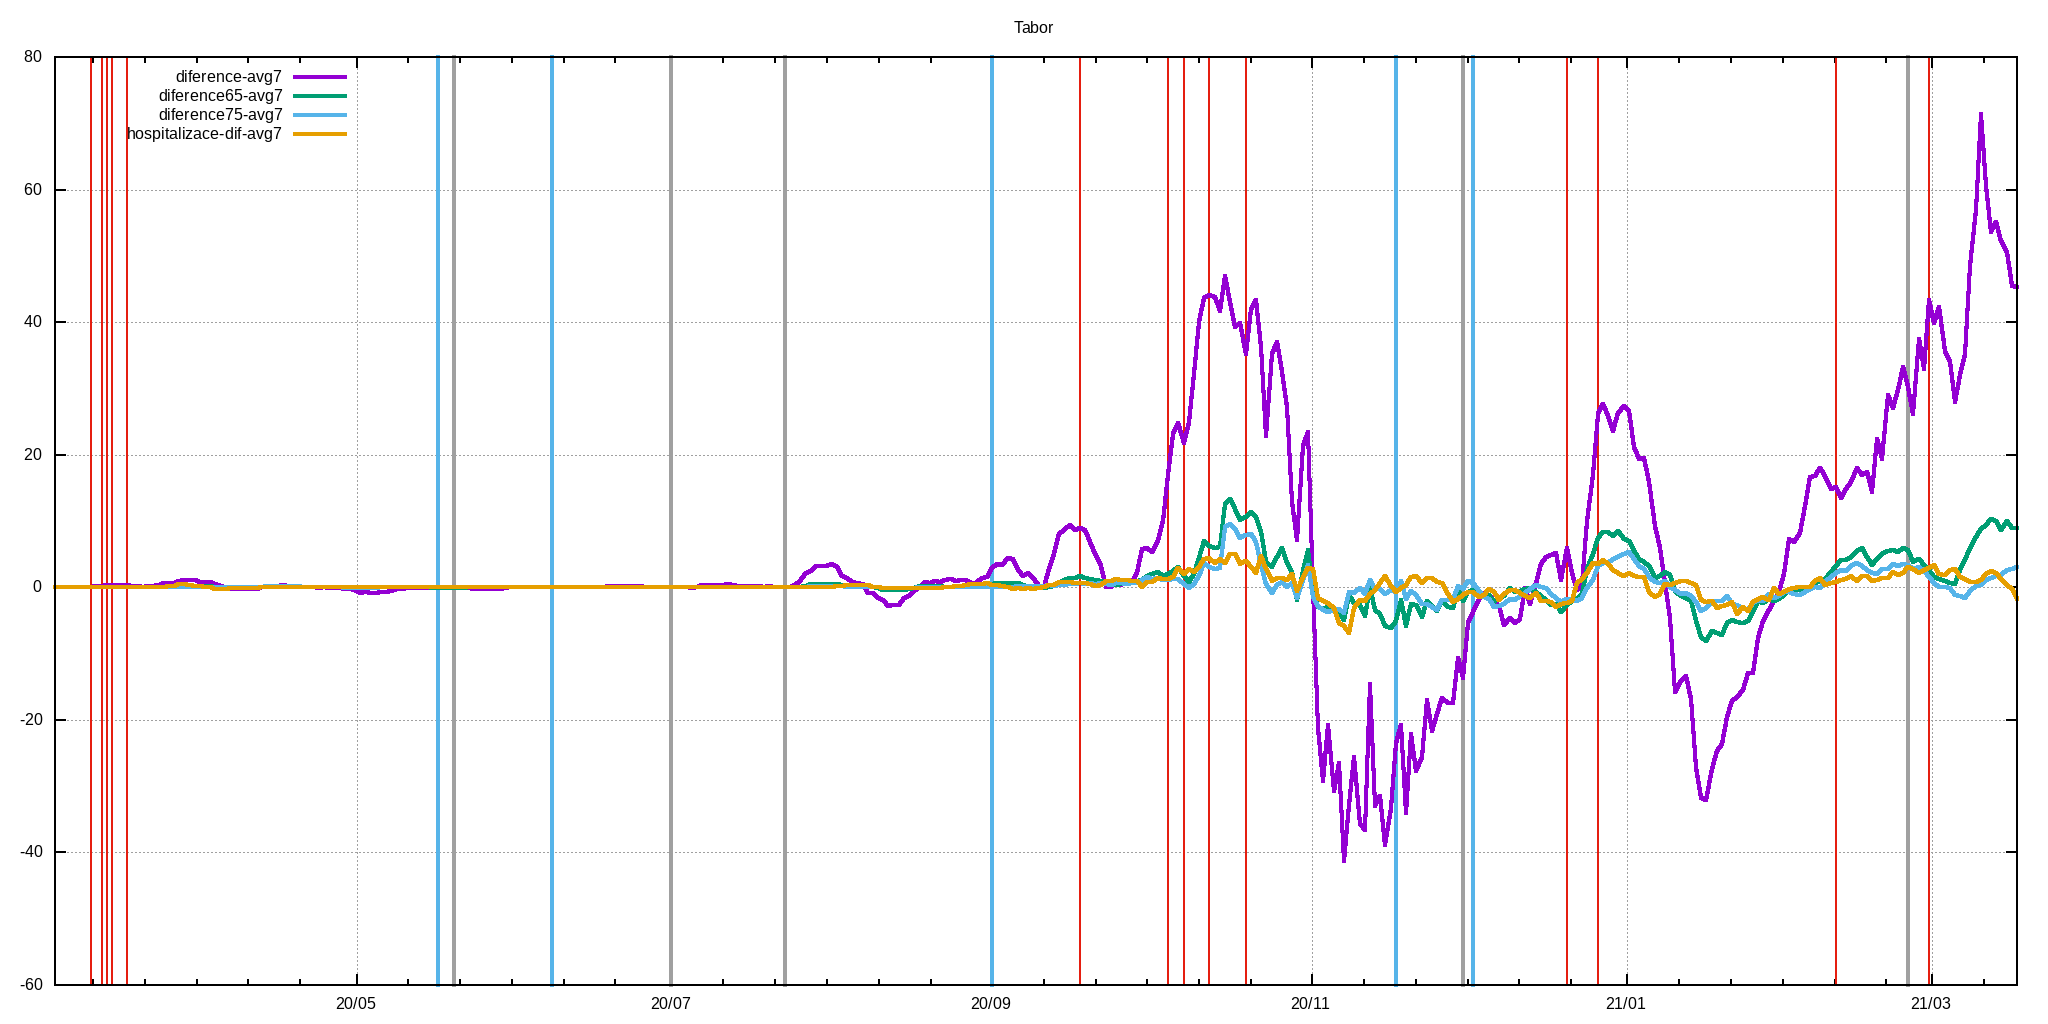 Tabor
diference-avg7
diference65-avg7
diference75-avg7
hospitalizace-dif-avg7
80
60
40
20
0
-20
-40
-60
20/05 20/07 20/09 20/11 21/01 21/03